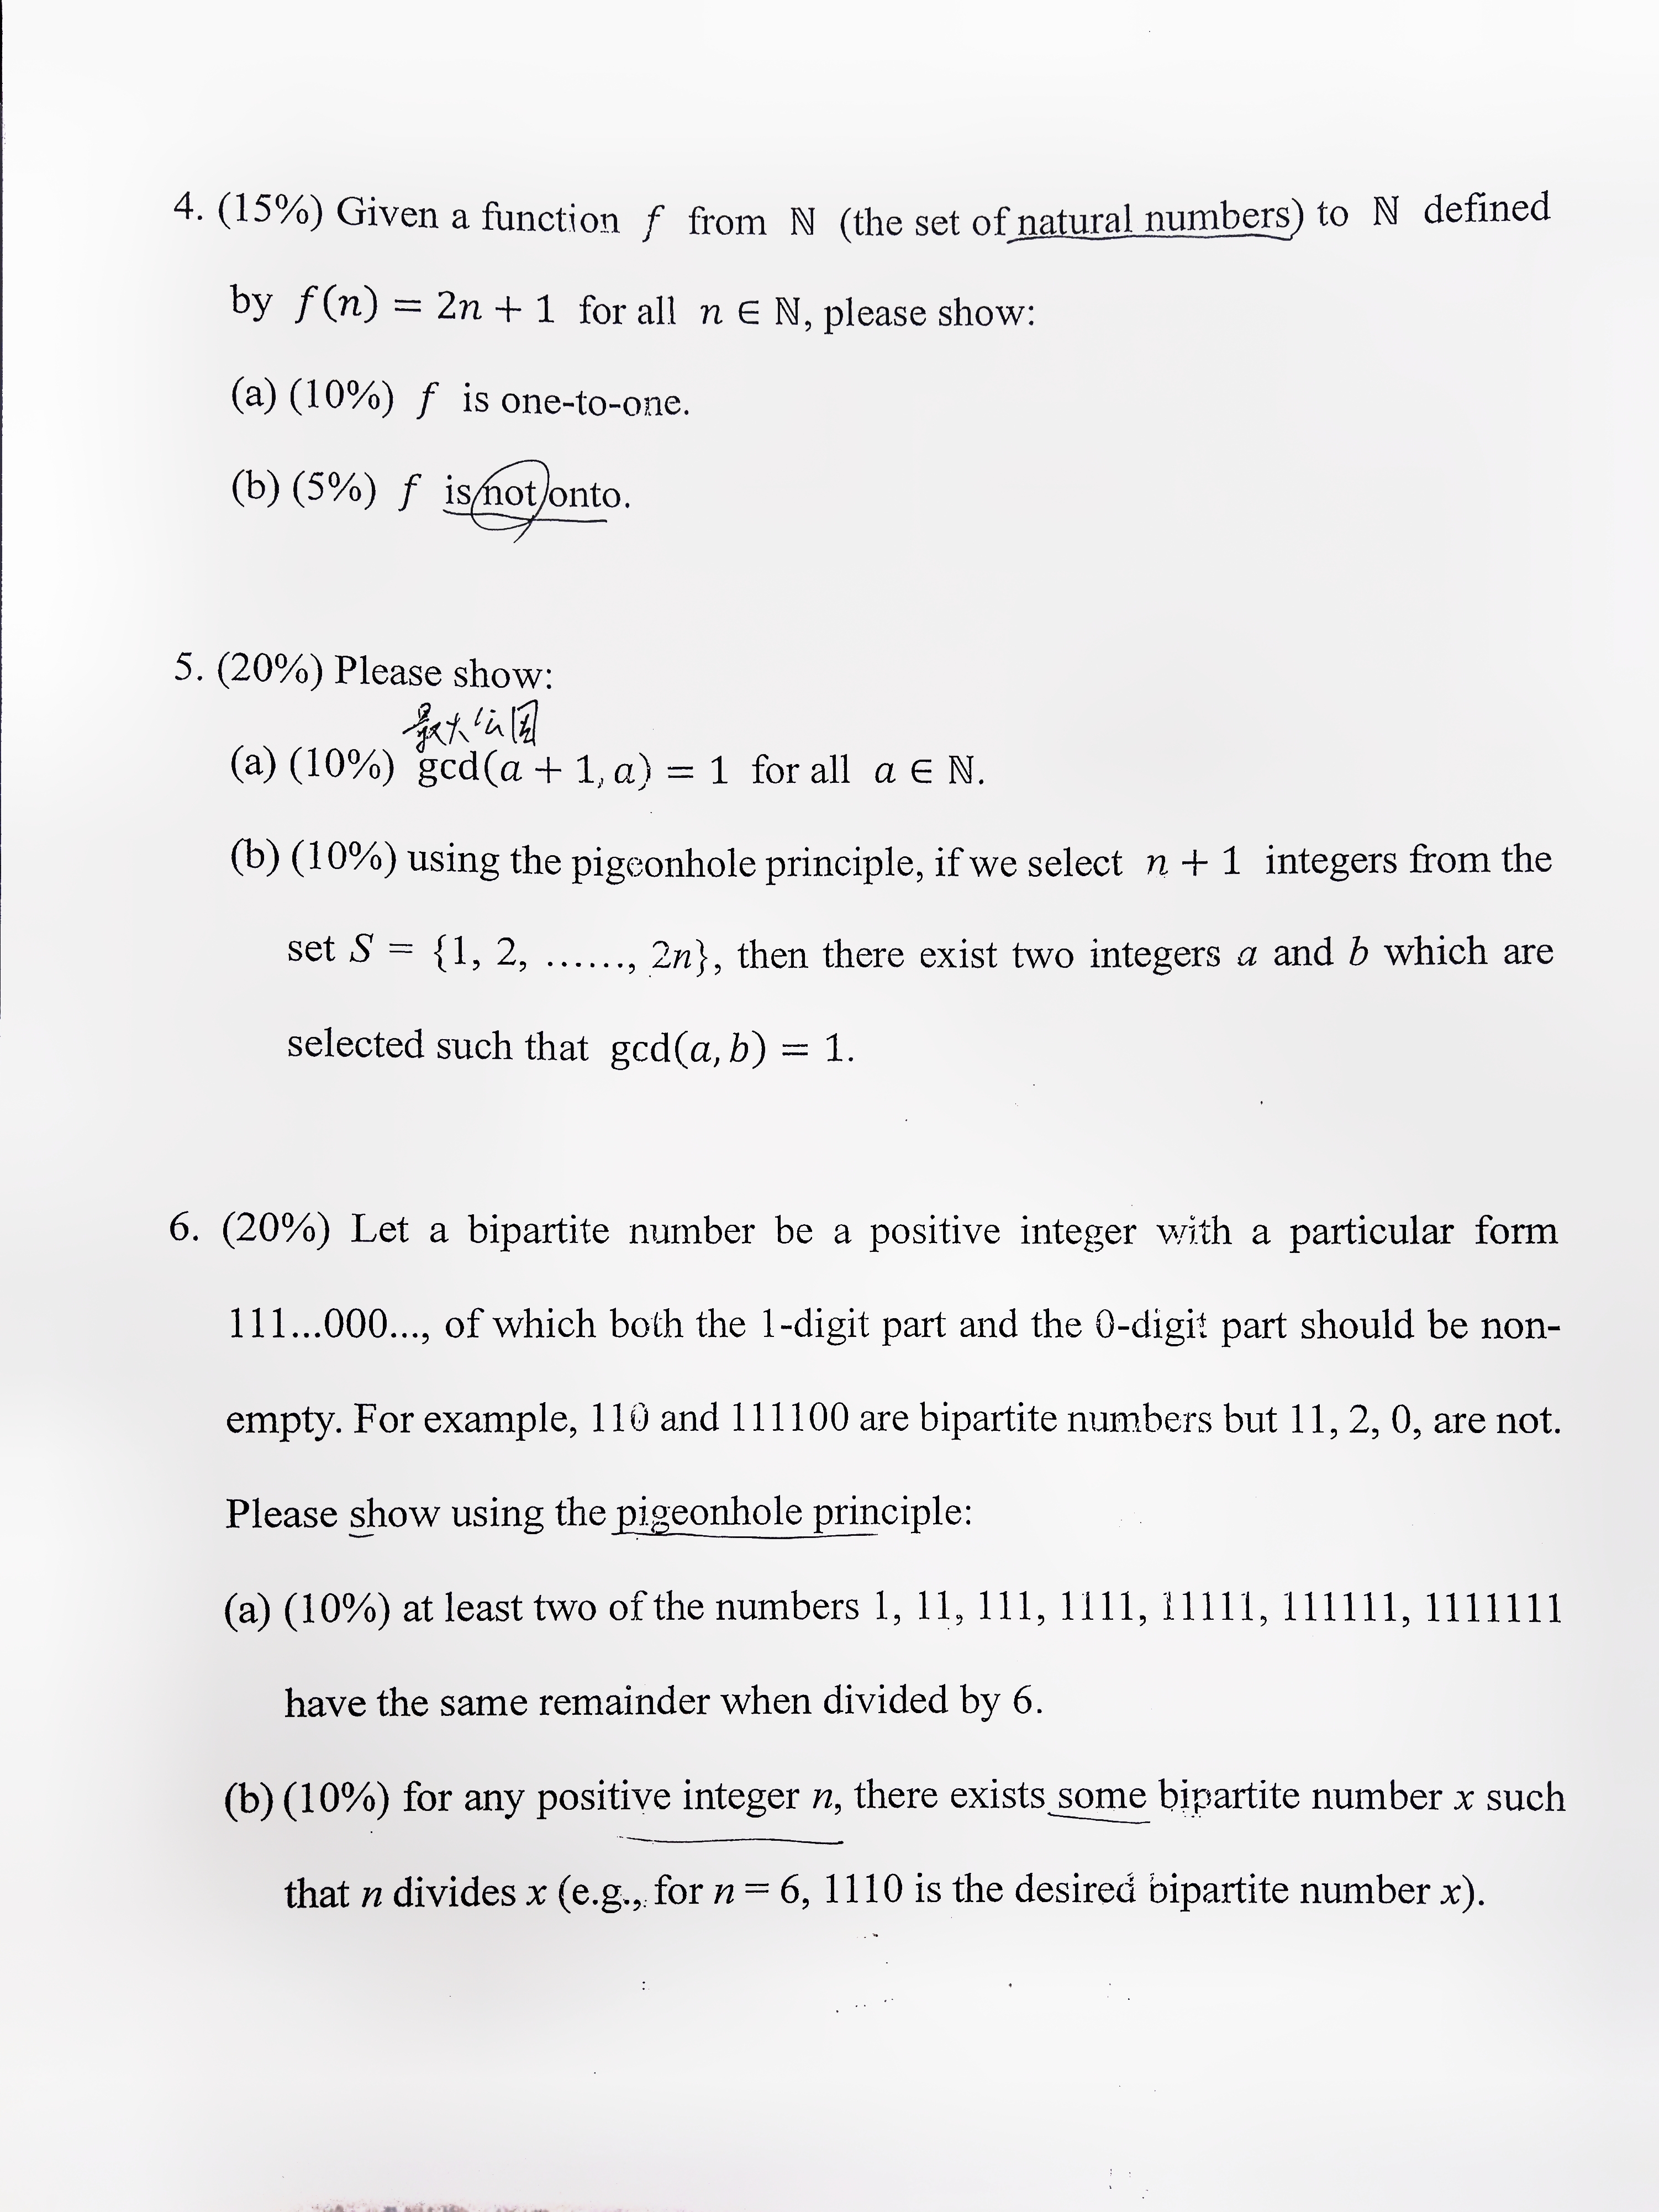 4. (15%) Given a function f from ℕ (the set of natural numbers) to ℕ defined
by f(n) = 2n + 1 for all n ∈ ℕ, please show:
(a) (10%) f is one-to-one.
(b) (5%) f is not onto.
5. (20%) Please show:
最大公因
(a) (10%) gcd(a + 1, a) = 1 for all a ∈ ℕ.
(b) (10%) using the pigeonhole principle, if we select n + 1 integers from the
set S = {1, 2, ......, 2n}, then there exist two integers a and b which are
selected such that gcd(a, b) = 1.
6. (20%) Let a bipartite number be a positive integer with a particular form
111...000..., of which both the 1-digit part and the 0-digit part should be non-
empty. For example, 110 and 111100 are bipartite numbers but 11, 2, 0, are not.
Please show using the pigeonhole principle:
(a) (10%) at least two of the numbers 1, 11, 111, 1111, 11111, 111111, 1111111
have the same remainder when divided by 6.
(b) (10%) for any positive integer n, there exists some bipartite number x such
that n divides x (e.g., for n = 6, 1110 is the desired bipartite number x).